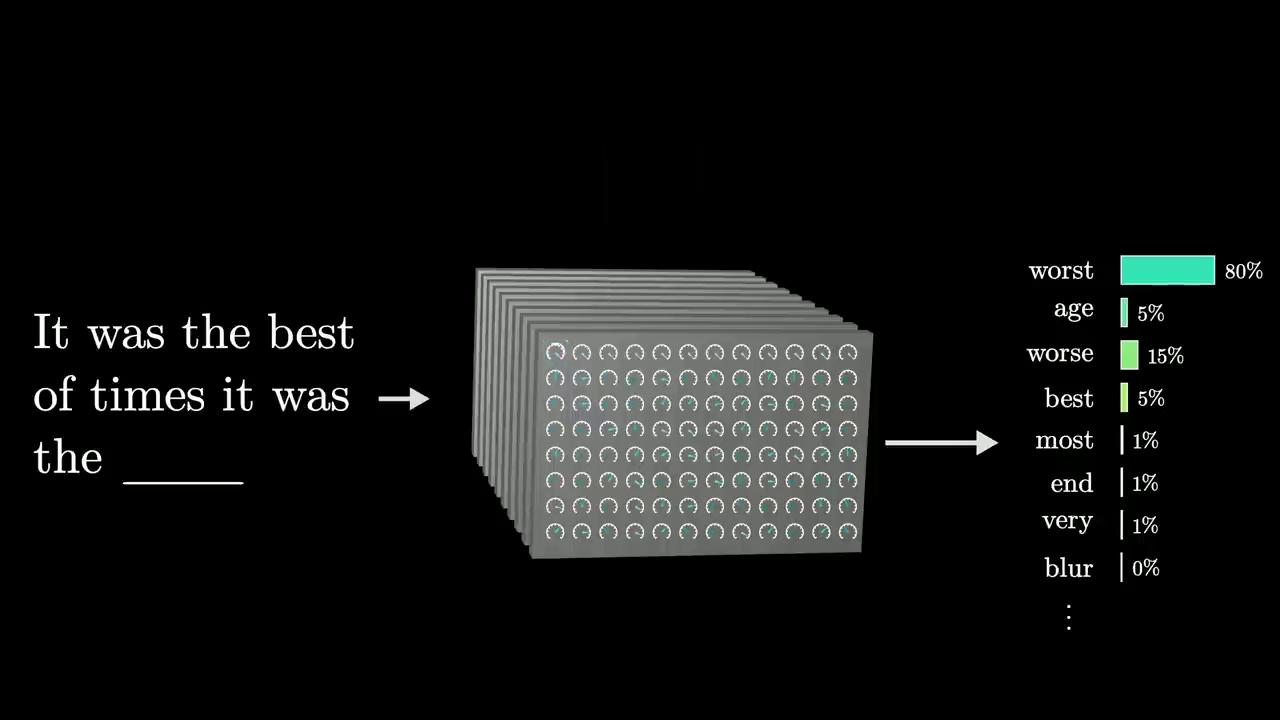 It was the best
of times it was
the ______
worst 80%
age 5%
worse 15%
best 5%
most 1%
end 1%
very 1%
blur 0%
⋮